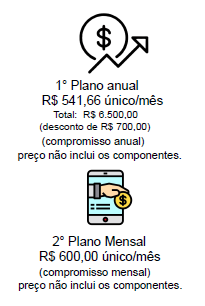 $
1° Plano anual
R$ 541,66 único/mês
Total: R$ 6.500,00
(desconto de R$ 700,00)
(compromisso anual)
preço não inclui os componentes.
$
2° Plano Mensal
R$ 600,00 único/mês
(compromisso mensal)
preço não inclui os componentes.